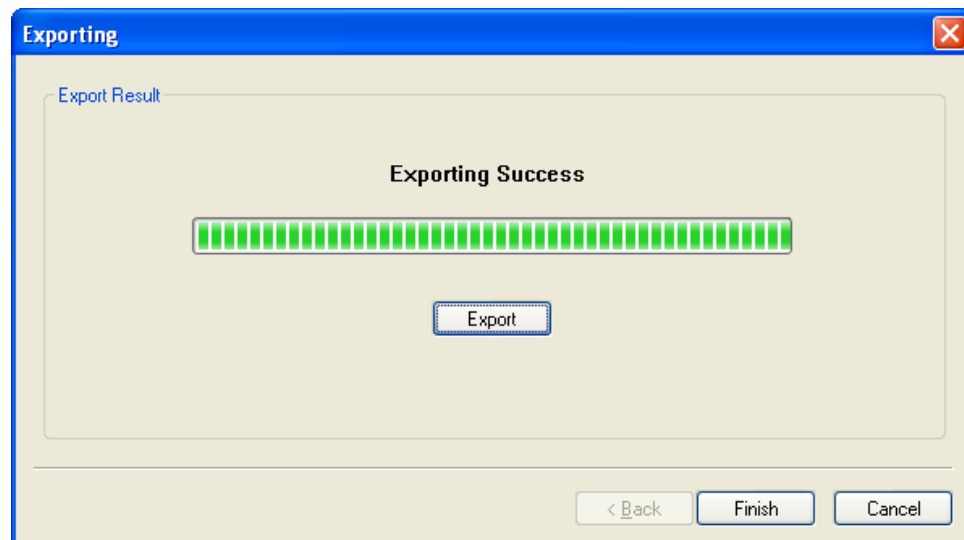 Exporting
Export Result
Exporting Success
Export
< Back
Finish
Cancel